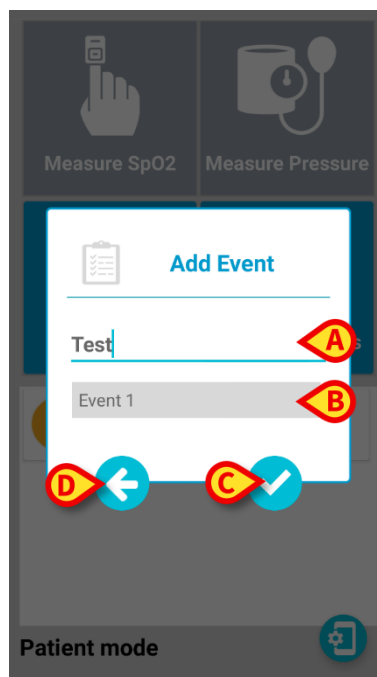 Measure SpO2
Measure Pressure
Add Event
Test
A
s
Event 1
B
D
C
Patient mode